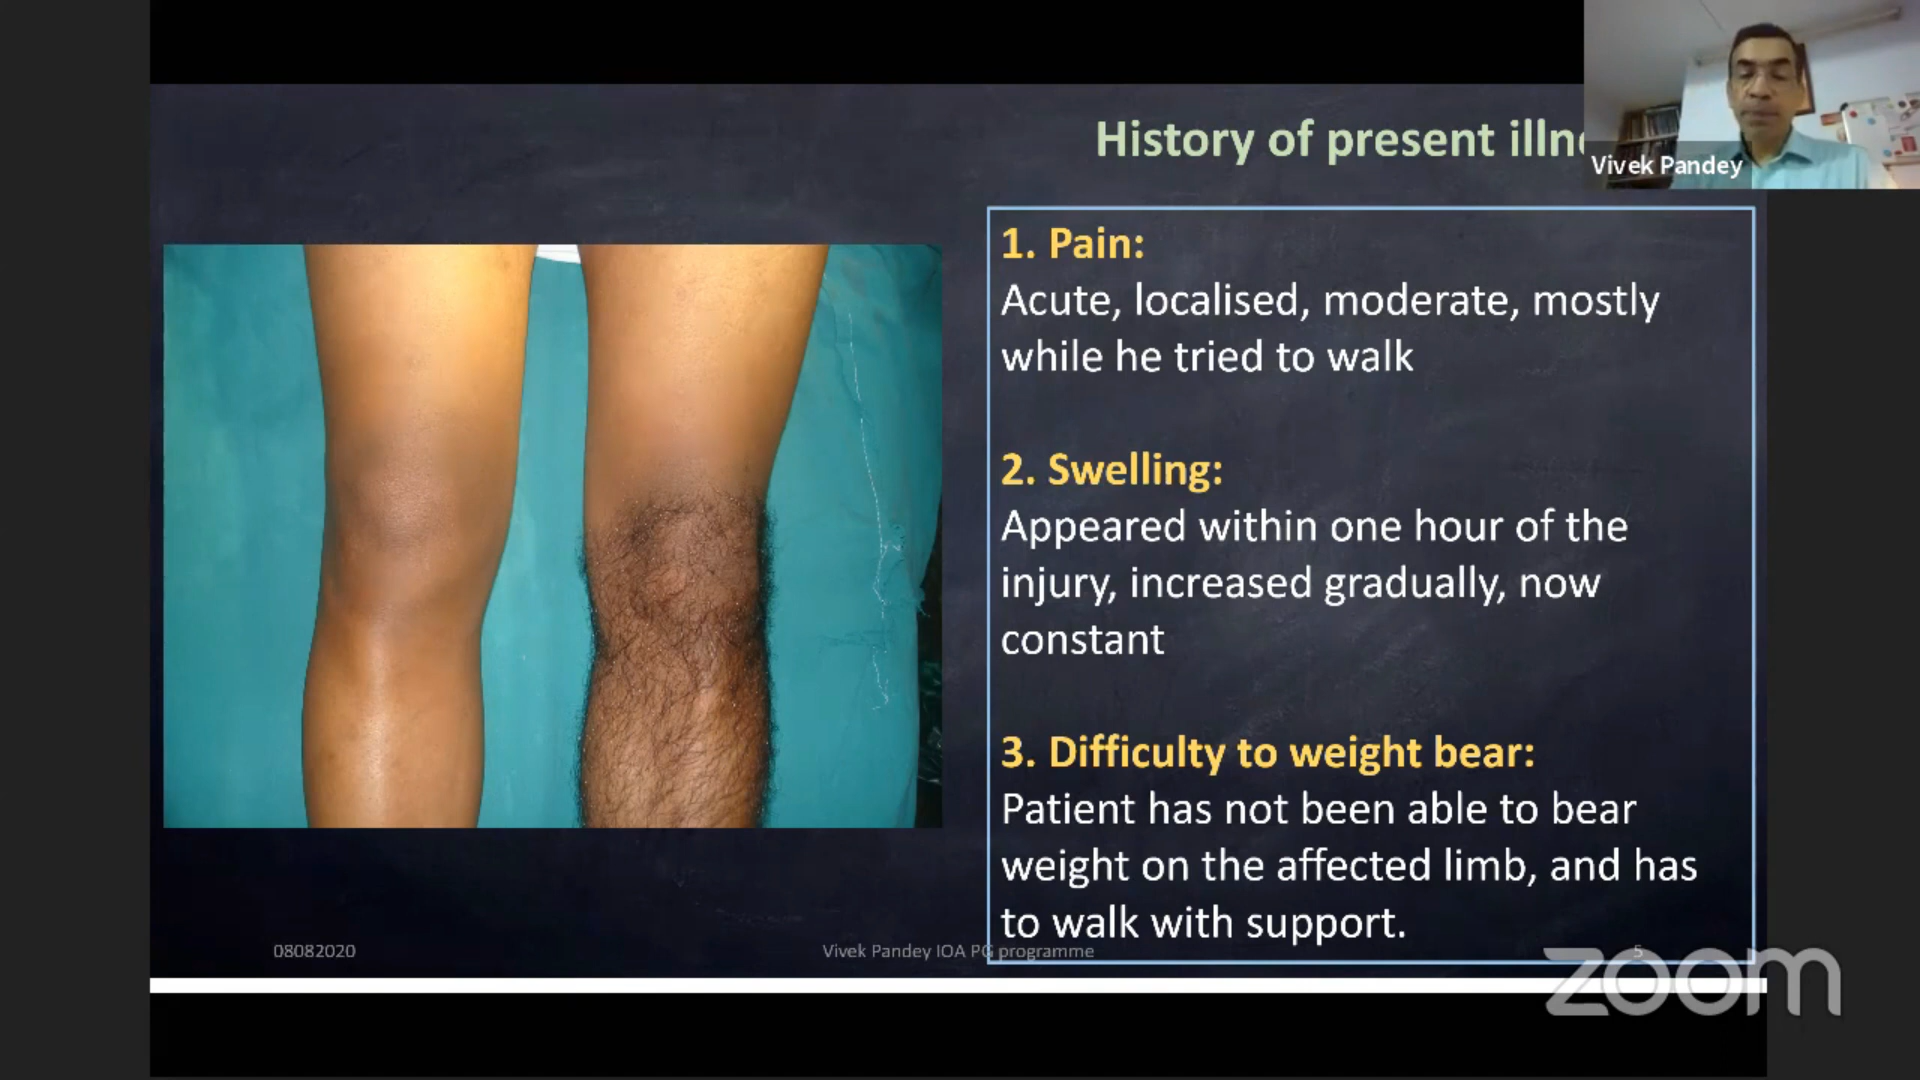 History of present illne
Vivek Pandey
1. Pain:
Acute, localised, moderate, mostly
while he tried to walk
2. Swelling:
Appeared within one hour of the
injury, increased gradually, now
constant
3. Difficulty to weight bear:
Patient has not been able to bear
weight on the affected limb, and has
to walk with support.
08082020
Vivek Pandey IOA PG programme
5
zoom